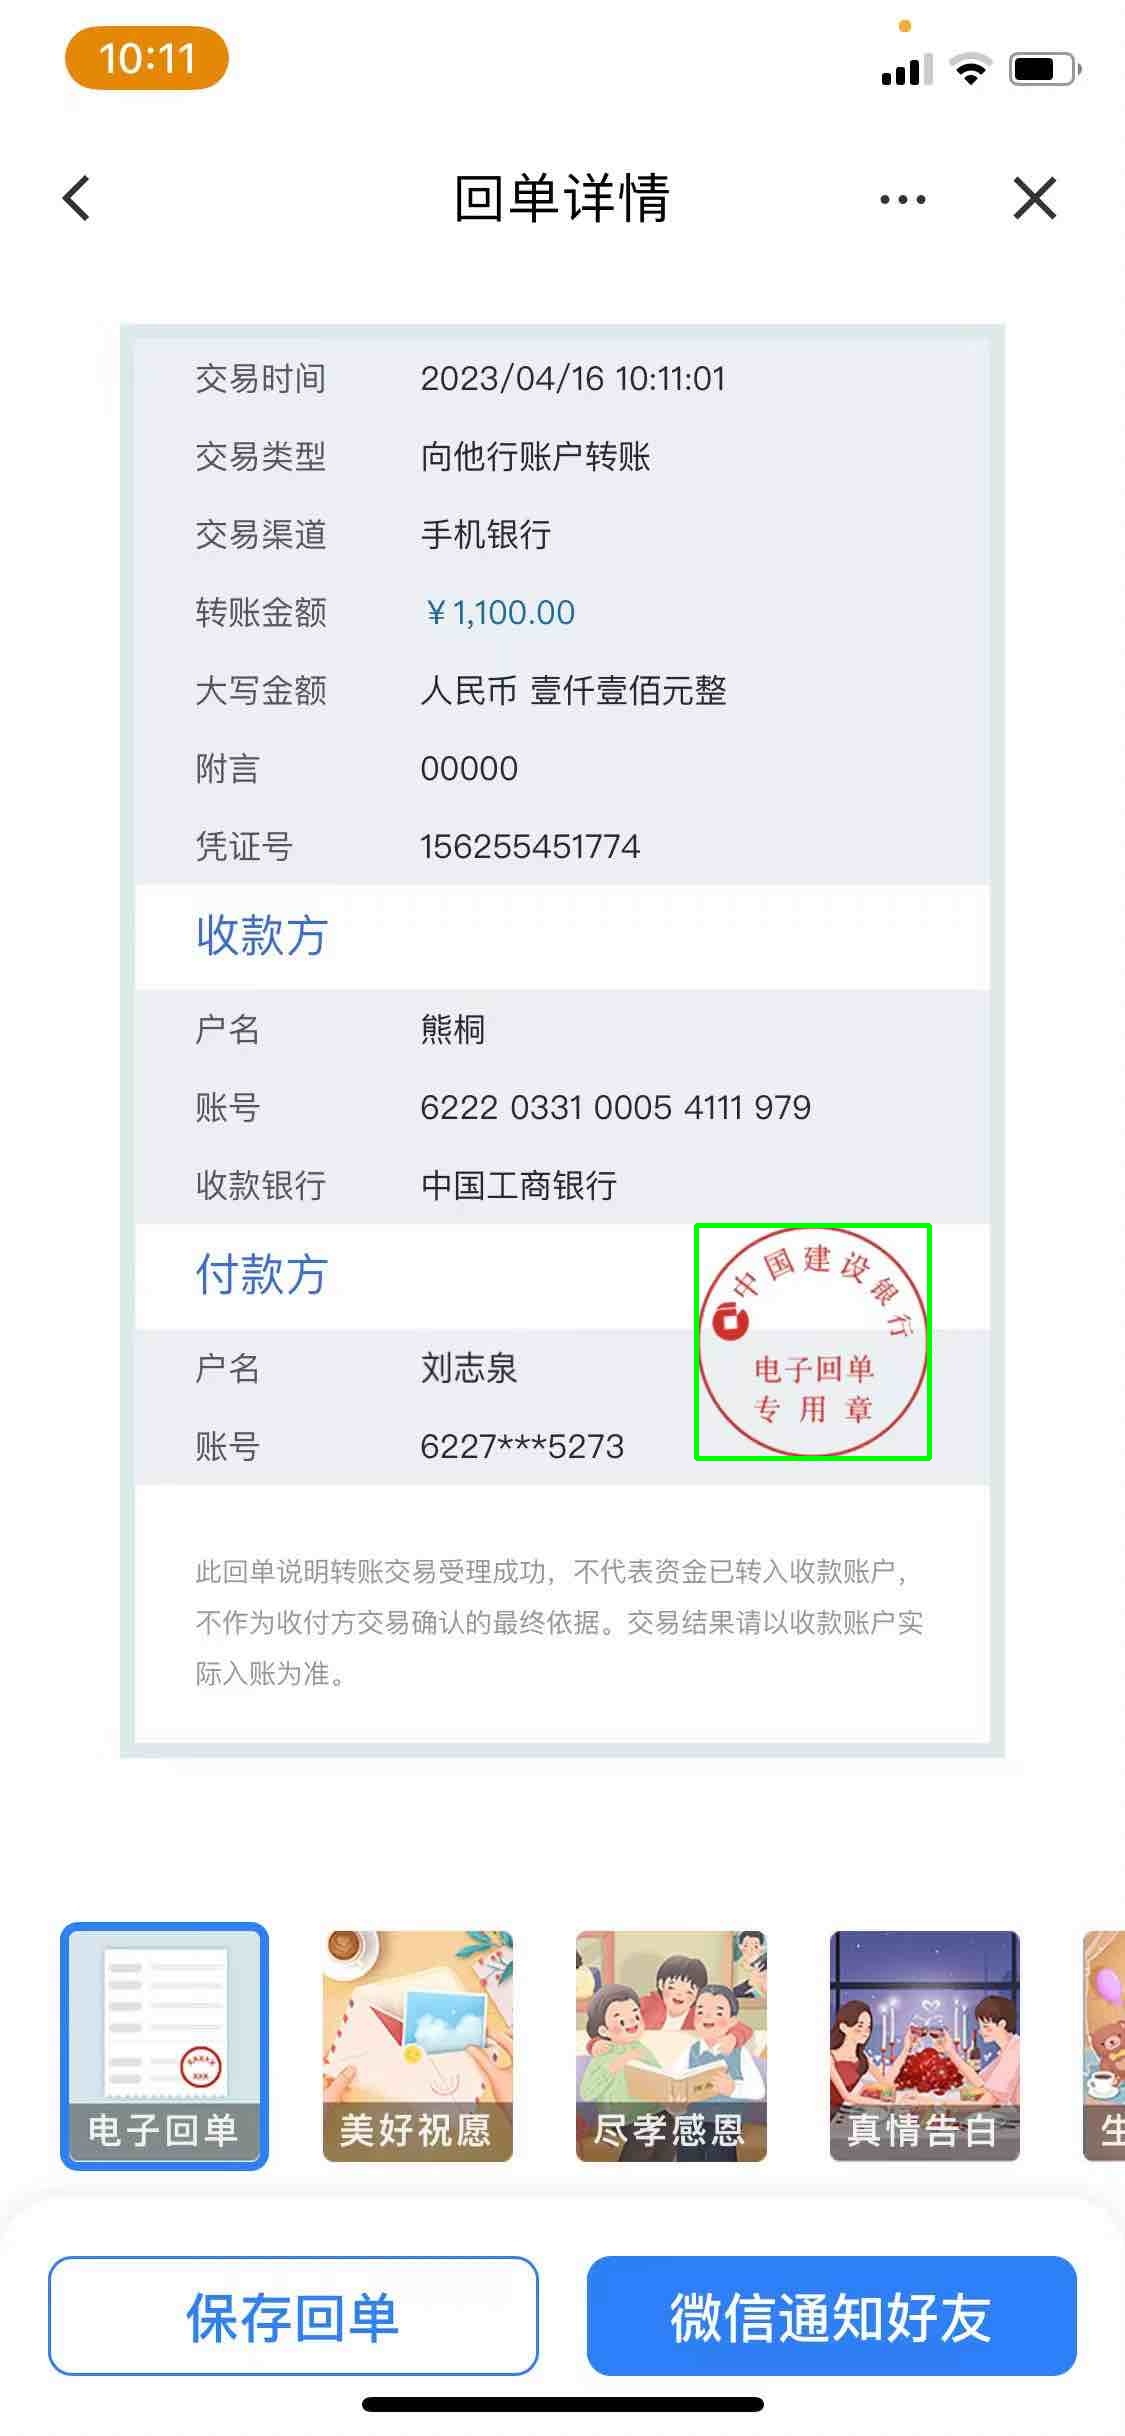 10:11
回单详情
交易时间 2023/04/16 10:11:01
交易类型 向他行账户转账
交易渠道 手机银行
转账金额 ¥1,100.00
大写金额 人民币 壹仟壹佰元整
附言 00000
凭证号 156255451774
收款方
户名 熊桐
账号 6222 0331 0005 4111 979
收款银行 中国工商银行
付款方
中国建设银行
电子回单
专用章
户名 刘志泉
账号 6227***5273
此回单说明转账交易受理成功，不代表资金已转入收款账户，
不作为收付方交易确认的最终依据。交易结果请以收款账户实
际入账为准。
电子回单 美好祝愿 尽孝感恩 真情告白 生
保存回单 微信通知好友